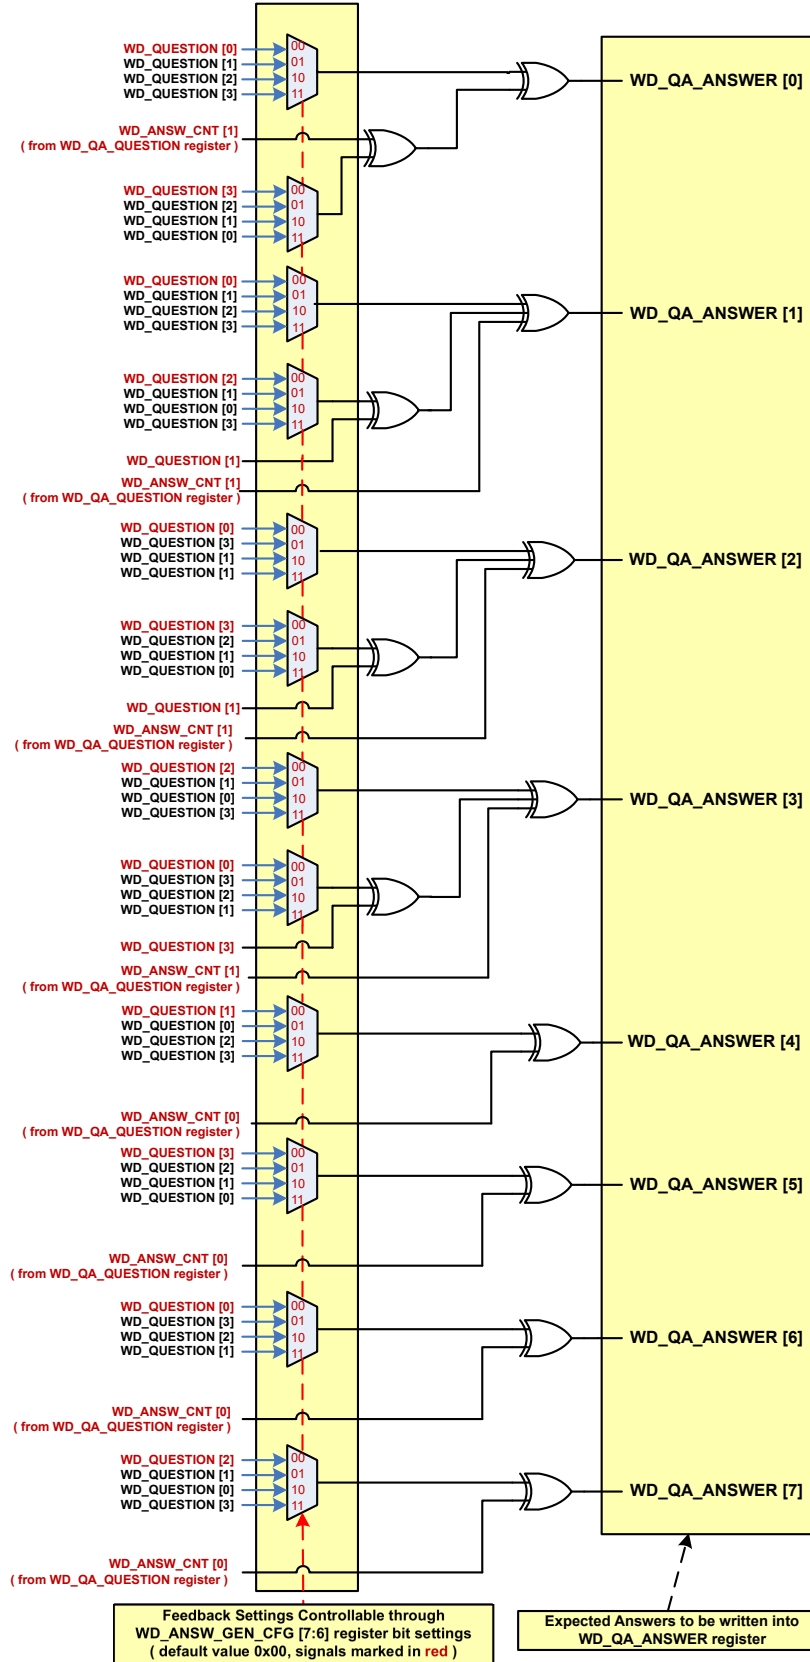 WD_QUESTION [0]
WD_QUESTION [1]
WD_QUESTION [2]
WD_QUESTION [3]
00
01
10
11
WD_QA_ANSWER [0]
WD_ANSW_CNT [1]
( from WD_QA_QUESTION register )
WD_QUESTION [3]
WD_QUESTION [2]
WD_QUESTION [1]
WD_QUESTION [0]
00
01
10
11
WD_QUESTION [0]
WD_QUESTION [1]
WD_QUESTION [2]
WD_QUESTION [3]
00
01
10
11
WD_QA_ANSWER [1]
WD_QUESTION [2]
WD_QUESTION [1]
WD_QUESTION [0]
WD_QUESTION [3]
00
01
10
11
WD_QUESTION [1]
WD_ANSW_CNT [1]
( from WD_QA_QUESTION register )
WD_QUESTION [0]
WD_QUESTION [3]
WD_QUESTION [1]
WD_QUESTION [1]
00
01
10
11
WD_QA_ANSWER [2]
WD_QUESTION [3]
WD_QUESTION [2]
WD_QUESTION [1]
WD_QUESTION [0]
00
01
10
11
WD_QUESTION [1]
WD_ANSW_CNT [1]
( from WD_QA_QUESTION register )
WD_QUESTION [2]
WD_QUESTION [1]
WD_QUESTION [0]
WD_QUESTION [3]
00
01
10
11
WD_QA_ANSWER [3]
WD_QUESTION [0]
WD_QUESTION [3]
WD_QUESTION [2]
WD_QUESTION [1]
00
01
10
11
WD_QUESTION [3]
WD_ANSW_CNT [1]
( from WD_QA_QUESTION register )
WD_QUESTION [1]
WD_QUESTION [0]
WD_QUESTION [2]
WD_QUESTION [3]
00
01
10
11
WD_QA_ANSWER [4]
WD_ANSW_CNT [0]
( from WD_QA_QUESTION register )
WD_QUESTION [3]
WD_QUESTION [2]
WD_QUESTION [1]
WD_QUESTION [0]
00
01
10
11
WD_QA_ANSWER [5]
WD_ANSW_CNT [0]
( from WD_QA_QUESTION register )
WD_QUESTION [0]
WD_QUESTION [3]
WD_QUESTION [2]
WD_QUESTION [1]
00
01
10
11
WD_QA_ANSWER [6]
WD_ANSW_CNT [0]
( from WD_QA_QUESTION register )
WD_QUESTION [2]
WD_QUESTION [1]
WD_QUESTION [0]
WD_QUESTION [3]
00
01
10
11
WD_QA_ANSWER [7]
WD_ANSW_CNT [0]
( from WD_QA_QUESTION register )
Feedback Settings Controllable through
WD_ANSW_GEN_CFG [7:6] register bit settings
( default value 0x00, signals marked in red )
Expected Answers to be written into
WD_QA_ANSWER register